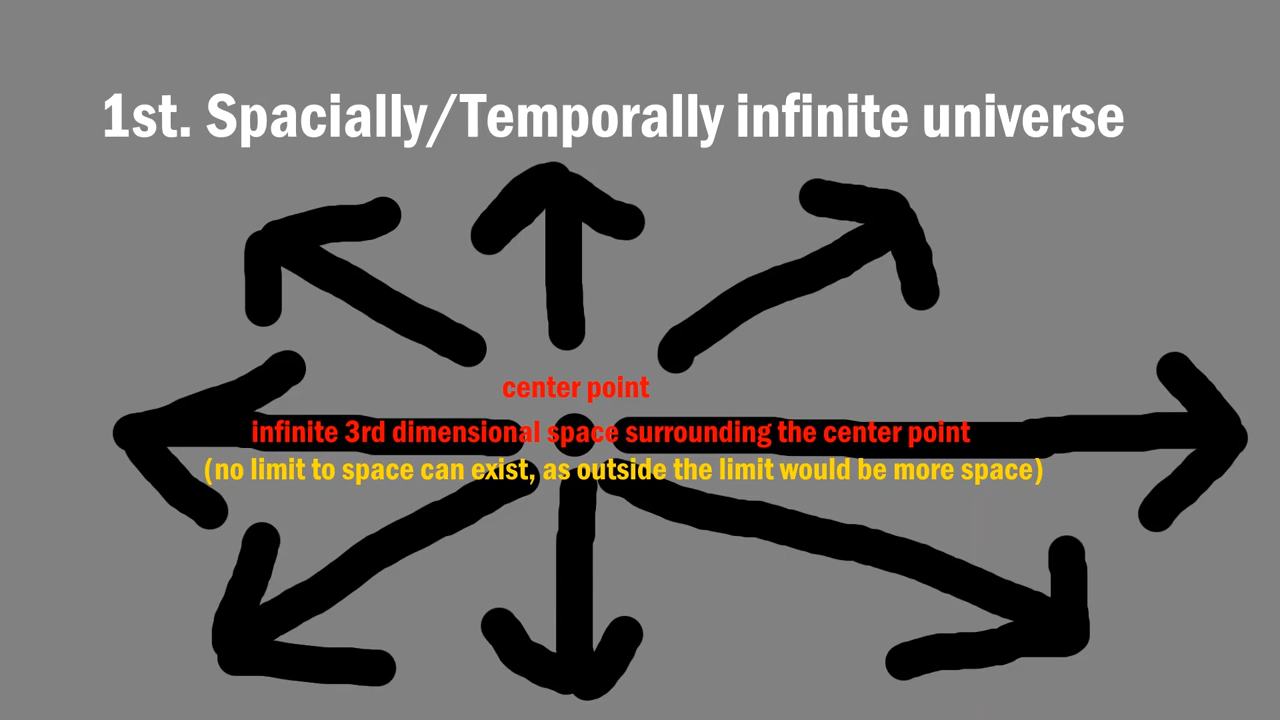 1st. Spacially/Temporally infinite universe
center point
infinite 3rd dimensional space surrounding the center point
(no limit to space can exist, as outside the limit would be more space)